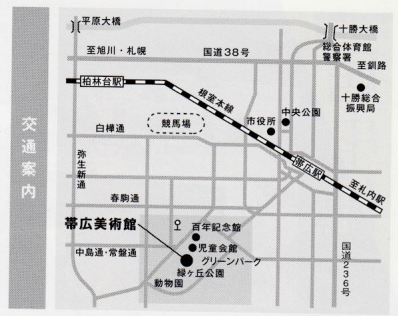 交通案内
平原大橋
十勝大橋
至旭川・札幌
国道38号
総合体育館
警察署
至釧路
柏林台駅
根室本線
十勝総合
振興局
中央公園
市役所
競馬場
白樺通
弥生新通
帯広駅
至札内駅
春駒通
帯広美術館
百年記念館
児童会館
中島通・常盤通
グリーンパーク
緑ヶ丘公園
動物園
国道236号